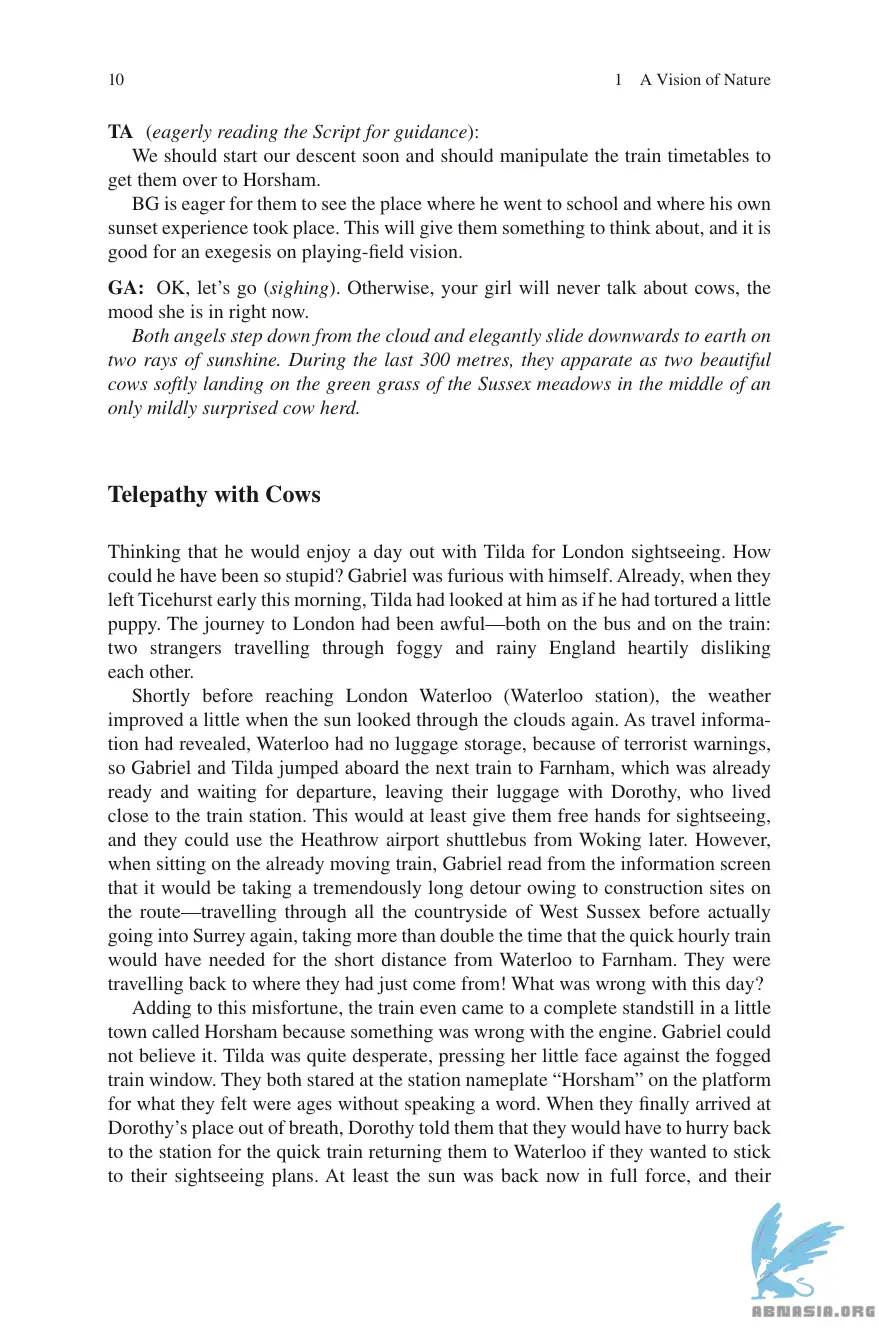 10 1 A Vision of Nature
TA (eagerly reading the Script for guidance):
We should start our descent soon and should manipulate the train timetables to
get them over to Horsham.
BG is eager for them to see the place where he went to school and where his own
sunset experience took place. This will give them something to think about, and it is
good for an exegesis on playing-field vision.
GA: OK, let’s go (sighing). Otherwise, your girl will never talk about cows, the
mood she is in right now.
Both angels step down from the cloud and elegantly slide downwards to earth on
two rays of sunshine. During the last 300 metres, they apparate as two beautiful
cows softly landing on the green grass of the Sussex meadows in the middle of an
only mildly surprised cow herd.
Telepathy with Cows
Thinking that he would enjoy a day out with Tilda for London sightseeing. How
could he have been so stupid? Gabriel was furious with himself. Already, when they
left Ticehurst early this morning, Tilda had looked at him as if he had tortured a little
puppy. The journey to London had been awful—both on the bus and on the train:
two strangers travelling through foggy and rainy England heartily disliking
each other.
Shortly before reaching London Waterloo (Waterloo station), the weather
improved a little when the sun looked through the clouds again. As travel informa-
tion had revealed, Waterloo had no luggage storage, because of terrorist warnings,
so Gabriel and Tilda jumped aboard the next train to Farnham, which was already
ready and waiting for departure, leaving their luggage with Dorothy, who lived
close to the train station. This would at least give them free hands for sightseeing,
and they could use the Heathrow airport shuttlebus from Woking later. However,
when sitting on the already moving train, Gabriel read from the information screen
that it would be taking a tremendously long detour owing to construction sites on
the route—travelling through all the countryside of West Sussex before actually
going into Surrey again, taking more than double the time that the quick hourly train
would have needed for the short distance from Waterloo to Farnham. They were
travelling back to where they had just come from! What was wrong with this day?
Adding to this misfortune, the train even came to a complete standstill in a little
town called Horsham because something was wrong with the engine. Gabriel could
not believe it. Tilda was quite desperate, pressing her little face against the fogged
train window. They both stared at the station nameplate “Horsham” on the platform
for what they felt were ages without speaking a word. When they finally arrived at
Dorothy’s place out of breath, Dorothy told them that they would have to hurry back
to the station for the quick train returning them to Waterloo if they wanted to stick
to their sightseeing plans. At least the sun was back now in full force, and their
ABNASIA.ORG